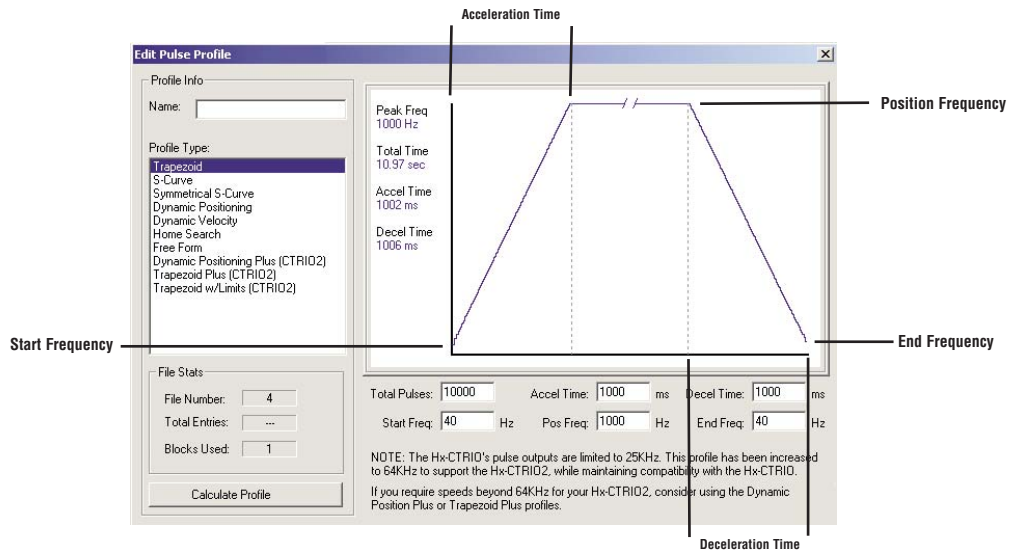 Acceleration Time
Edit Pulse Profile
Profile Info
Name:
Profile Type:
Trapezoid
S-Curve
Symmetrical S-Curve
Dynamic Positioning
Dynamic Velocity
Home Search
Free Form
Dynamic Positioning Plus (CTRIO2)
Trapezoid Plus (CTRIO2)
Trapezoid w/Limits (CTRIO2)
Peak Freq
1000 Hz
Total Time
10.97 sec
Accel Time
1002 ms
Decel Time
1006 ms
Position Frequency
Start Frequency
End Frequency
File Stats
File Number: 4
Total Entries: ---
Blocks Used: 1
Calculate Profile
Total Pulses: 10000 Accel Time: 1000 ms Decel Time: 1000 ms
Start Freq: 40 Hz Pos Freq: 1000 Hz End Freq: 40 Hz
NOTE: The Hx-CTRIO's pulse outputs are limited to 25KHz. This profile has been increased
to 64KHz to support the Hx-CTRIO2, while maintaining compatibility with the Hx-CTRIO.
If you require speeds beyond 64KHz for your Hx-CTRIO2, consider using the Dynamic
Position Plus or Trapezoid Plus profiles.
Deceleration Time